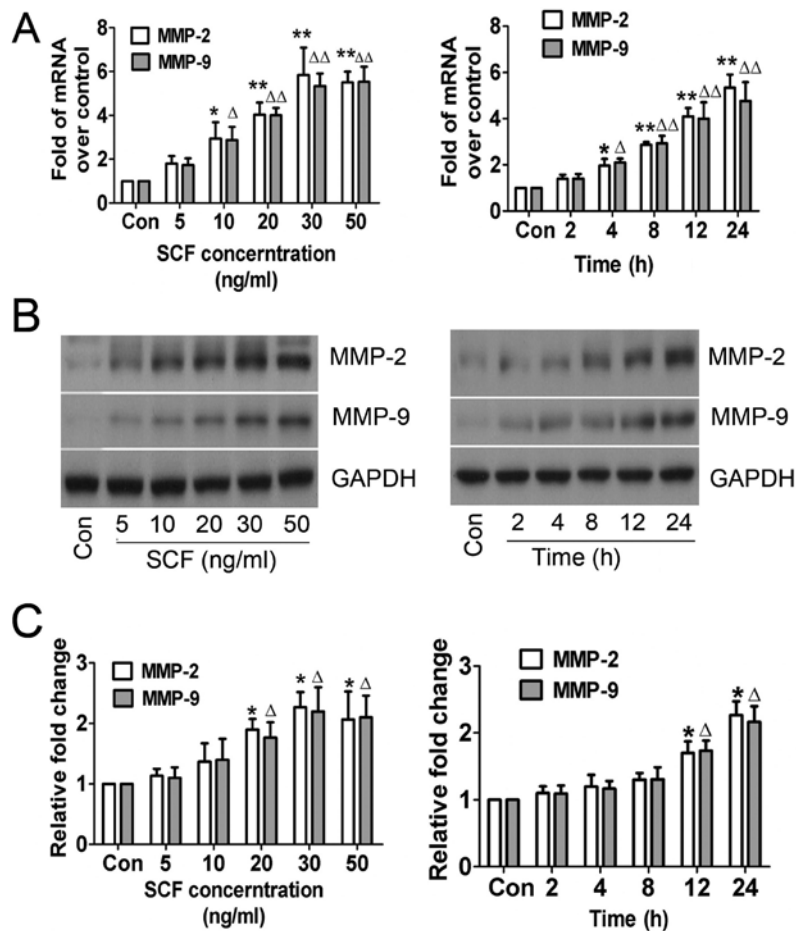 A
Fold of mRNA
over control
8
6
4
2
0
MMP-2
MMP-9
* Δ ** ΔΔ ** ΔΔ ** ΔΔ
Con 5 10 20 30 50
SCF concerntration
(ng/ml)
Fold of mRNA
over control
8
6
4
2
0
* Δ ** ΔΔ ** ΔΔ ** ΔΔ
Con 2 4 8 12 24
Time (h)
B
MMP-2
MMP-9
GAPDH
Con 5 10 20 30 50
SCF (ng/ml)
MMP-2
MMP-9
GAPDH
Con 2 4 8 12 24
Time (h)
C
Relative fold change
3
2
1
0
MMP-2
MMP-9
* Δ * Δ * Δ
Con 5 10 20 30 50
SCF concerntration
(ng/ml)
Relative fold change
3
2
1
0
MMP-2
MMP-9
* Δ * Δ
Con 2 4 8 12 24
Time (h)